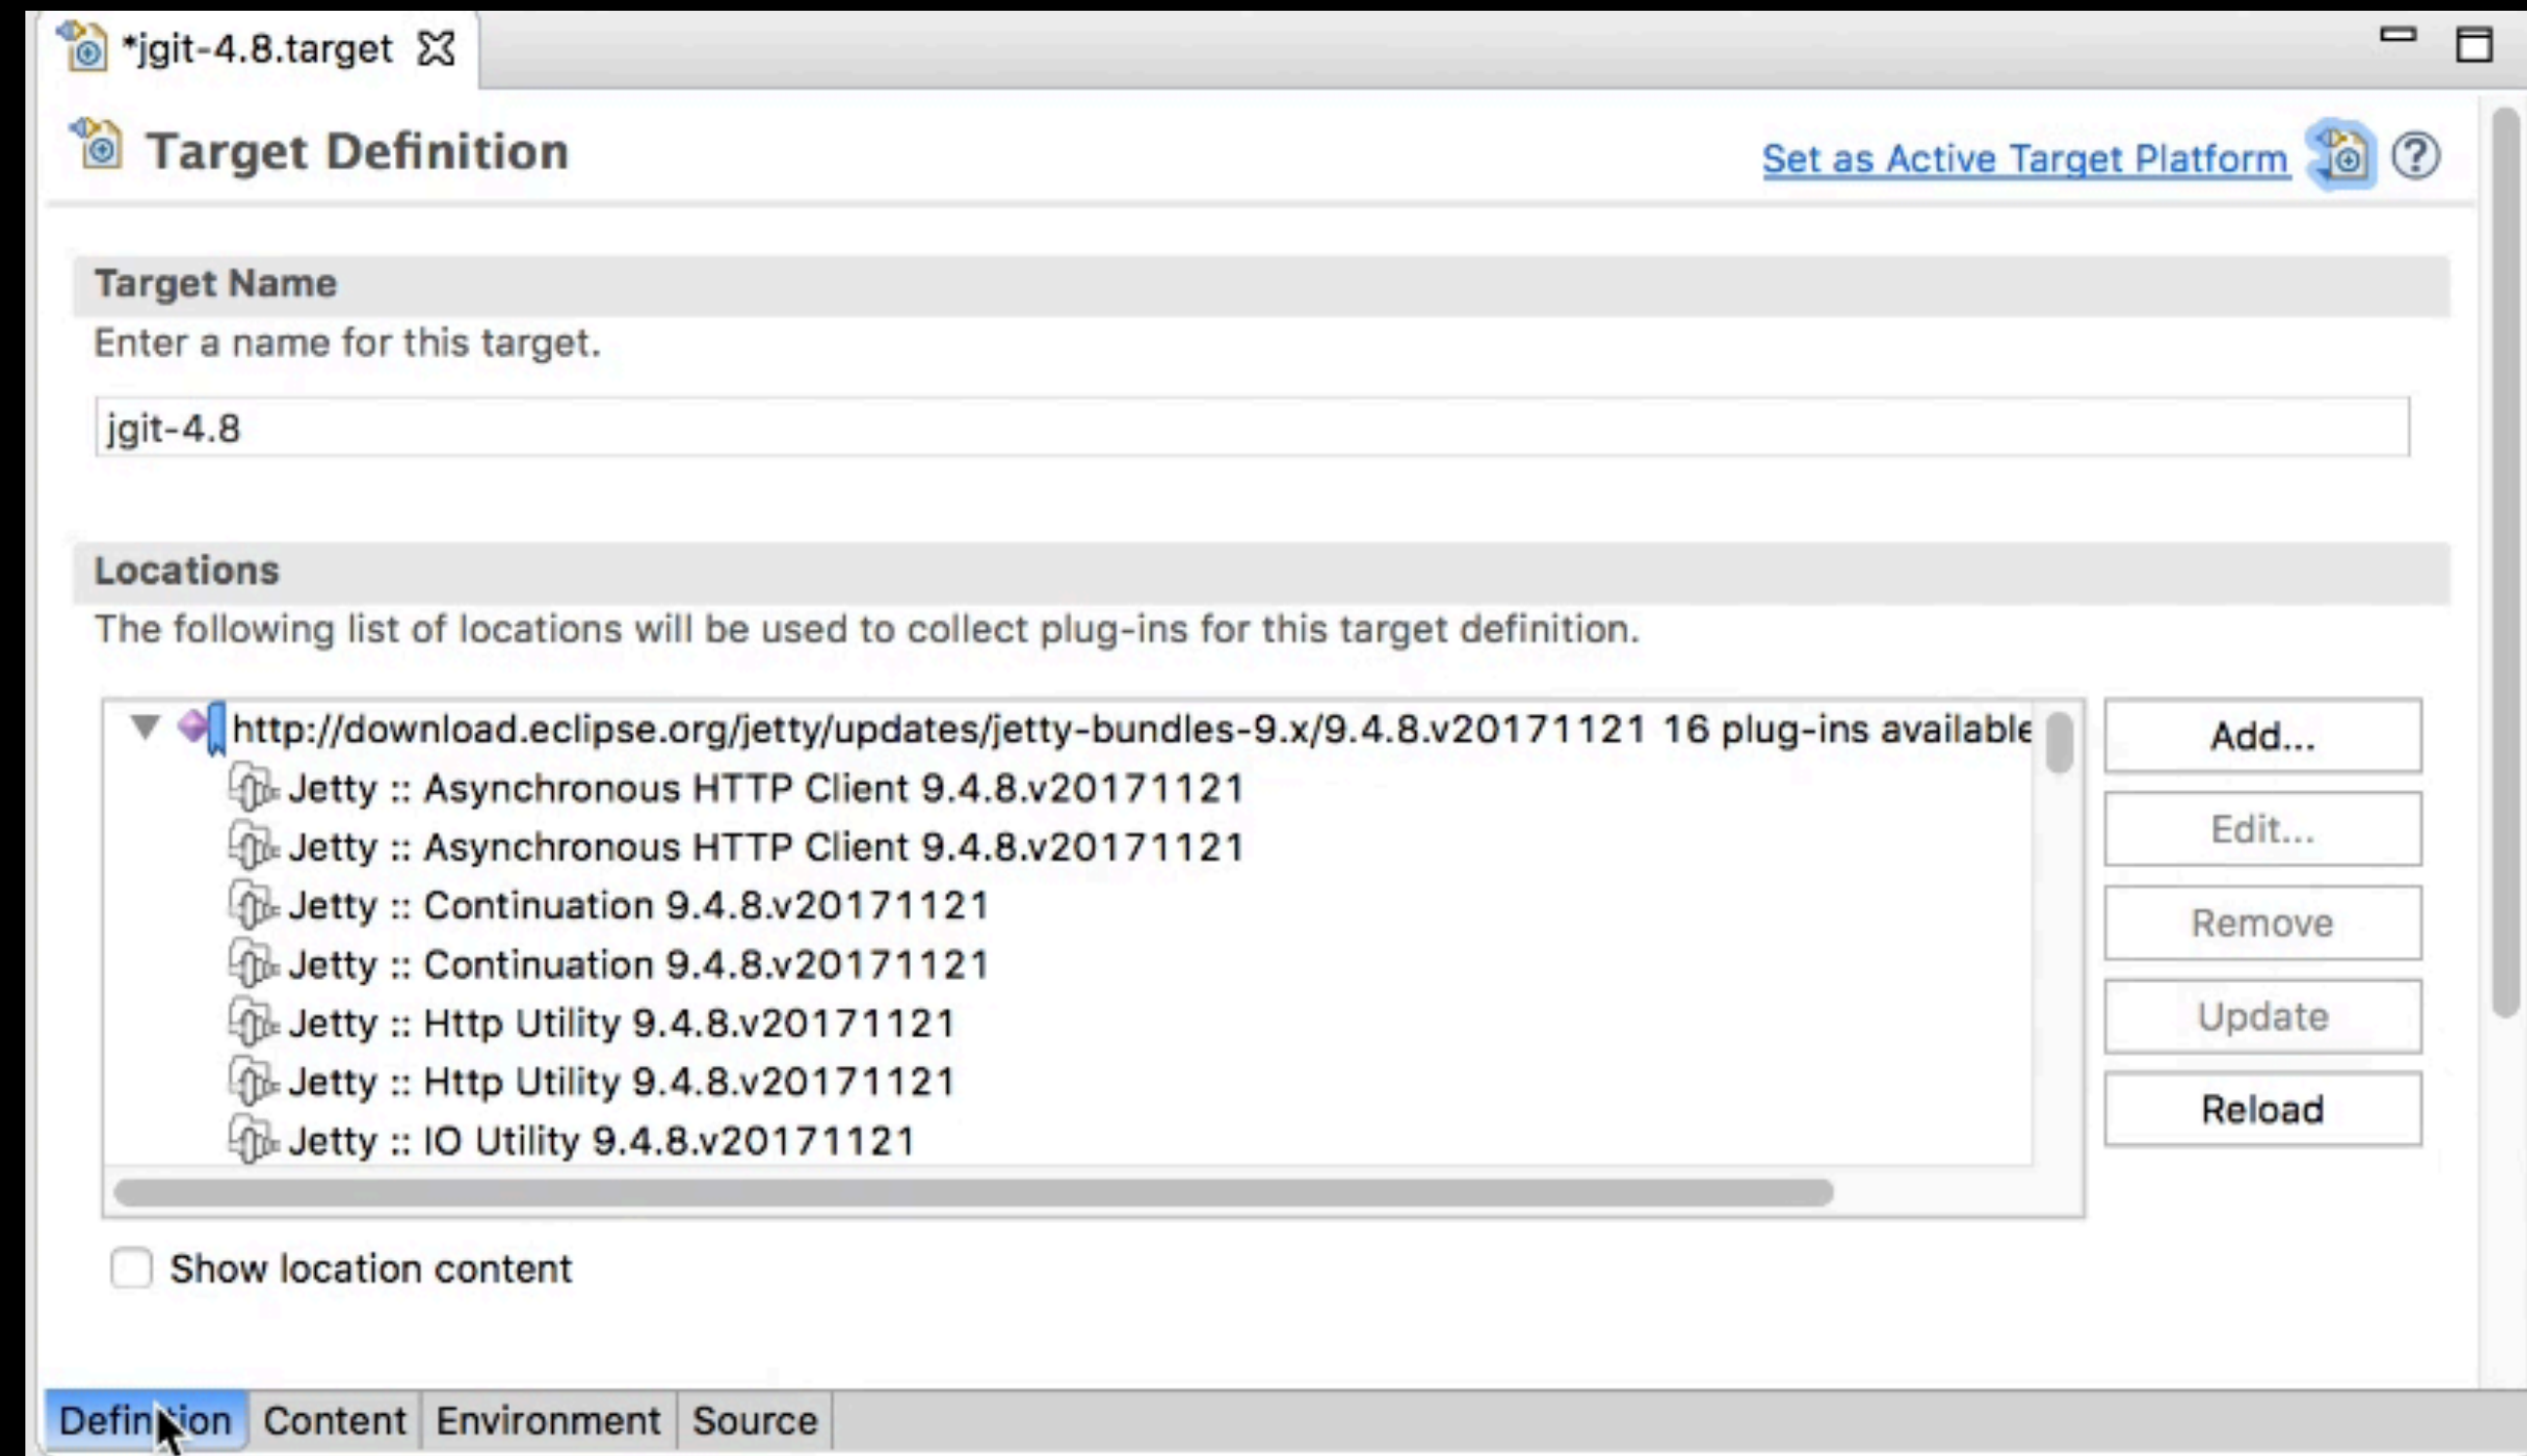 *jgit-4.8.target
Target Definition
Set as Active Target Platform
Target Name
Enter a name for this target.
jgit-4.8
Locations
The following list of locations will be used to collect plug-ins for this target definition.
http://download.eclipse.org/jetty/updates/jetty-bundles-9.x/9.4.8.v20171121 16 plug-ins available
Jetty :: Asynchronous HTTP Client 9.4.8.v20171121
Jetty :: Asynchronous HTTP Client 9.4.8.v20171121
Jetty :: Continuation 9.4.8.v20171121
Jetty :: Continuation 9.4.8.v20171121
Jetty :: Http Utility 9.4.8.v20171121
Jetty :: Http Utility 9.4.8.v20171121
Jetty :: IO Utility 9.4.8.v20171121
Add...
Edit...
Remove
Update
Reload
Show location content
Definition Content Environment Source